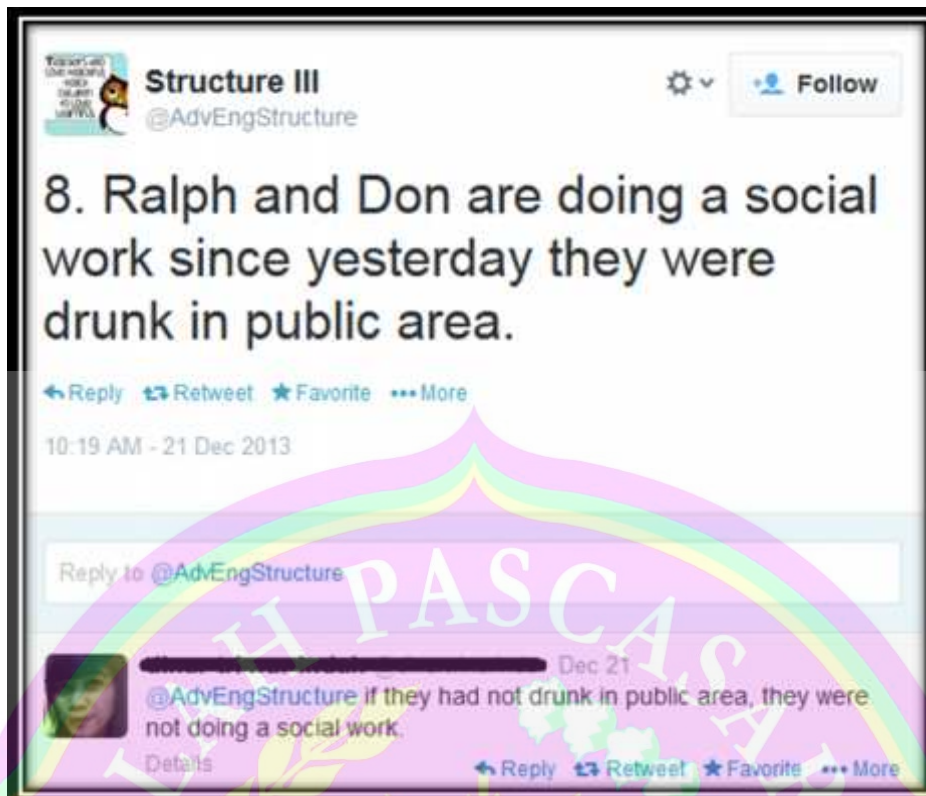 Structure III
@AdvEngStructure
Follow
8. Ralph and Don are doing a social
work since yesterday they were
drunk in public area.
Reply Retweet Favorite More
10:19 AM - 21 Dec 2013
Reply to @AdvEngStructure
Dec 21
@AdvEngStructure if they had not drunk in public area, they were
not doing a social work.
Details
Reply Retweet Favorite More
PASCASAR